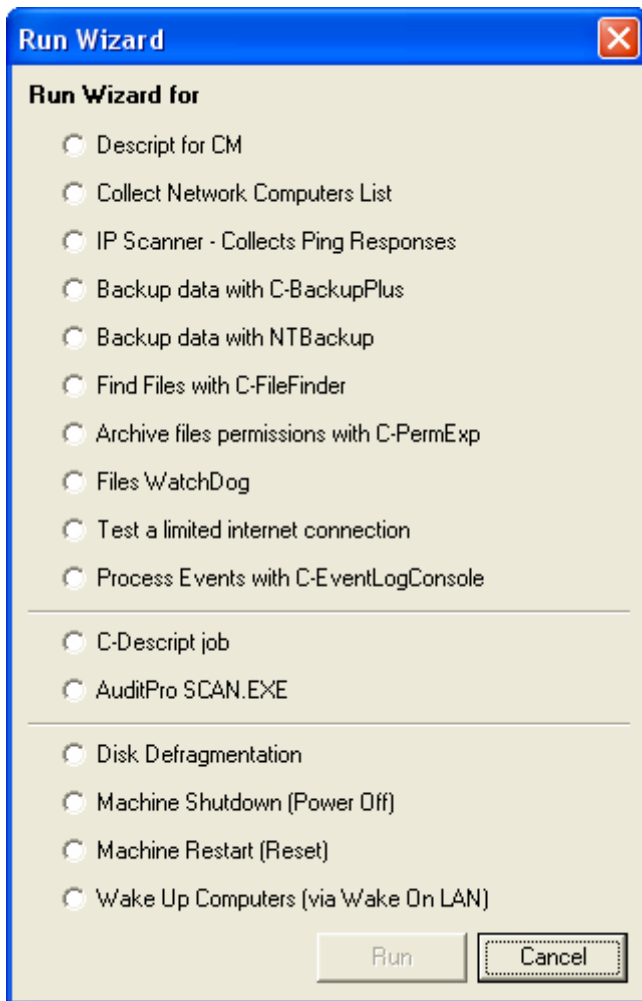 Run Wizard
Run Wizard for
Descript for CM
Collect Network Computers List
IP Scanner - Collects Ping Responses
Backup data with C-BackupPlus
Backup data with NTBackup
Find Files with C-FileFinder
Archive files permissions with C-PermExp
Files WatchDog
Test a limited internet connection
Process Events with C-EventLogConsole
C-Descript job
AuditPro SCAN.EXE
Disk Defragmentation
Machine Shutdown (Power Off)
Machine Restart (Reset)
Wake Up Computers (via Wake On LAN)
Run Cancel